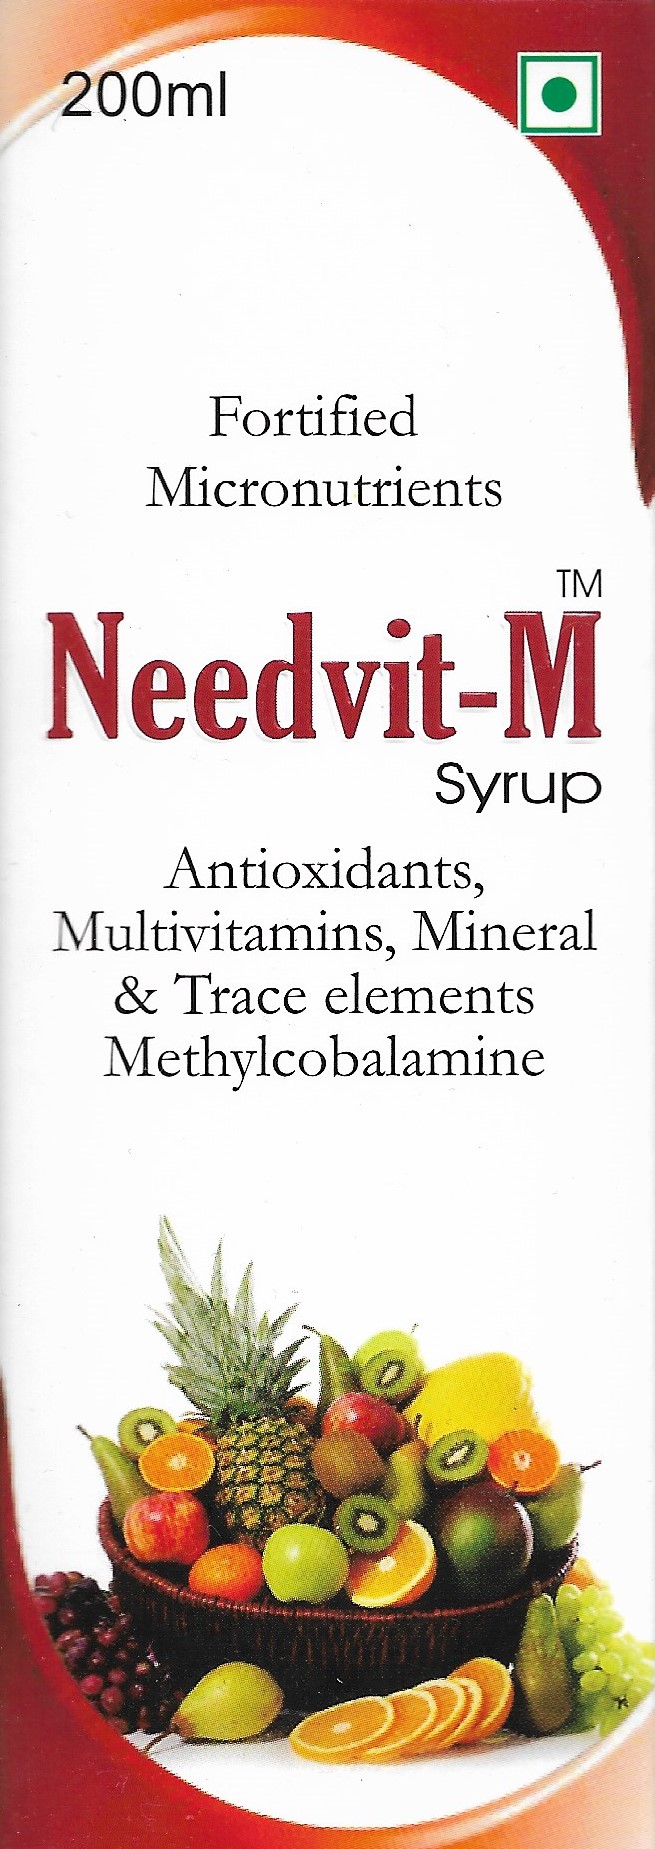 200ml
Fortified
Micronutrients
TM
Needvit-M
Syrup
Antioxidants,
Multivitamins, Mineral
& Trace elements
Methylcobalamine